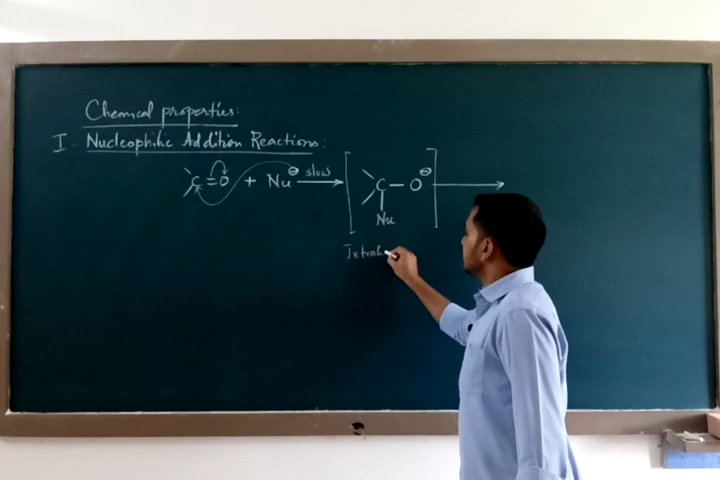 Chemical properties:
I - Nucleophilic Addition Reactions:
C = O + Nu⊖ slow → [ C - O⊖ ] →
Nu
Tetrah